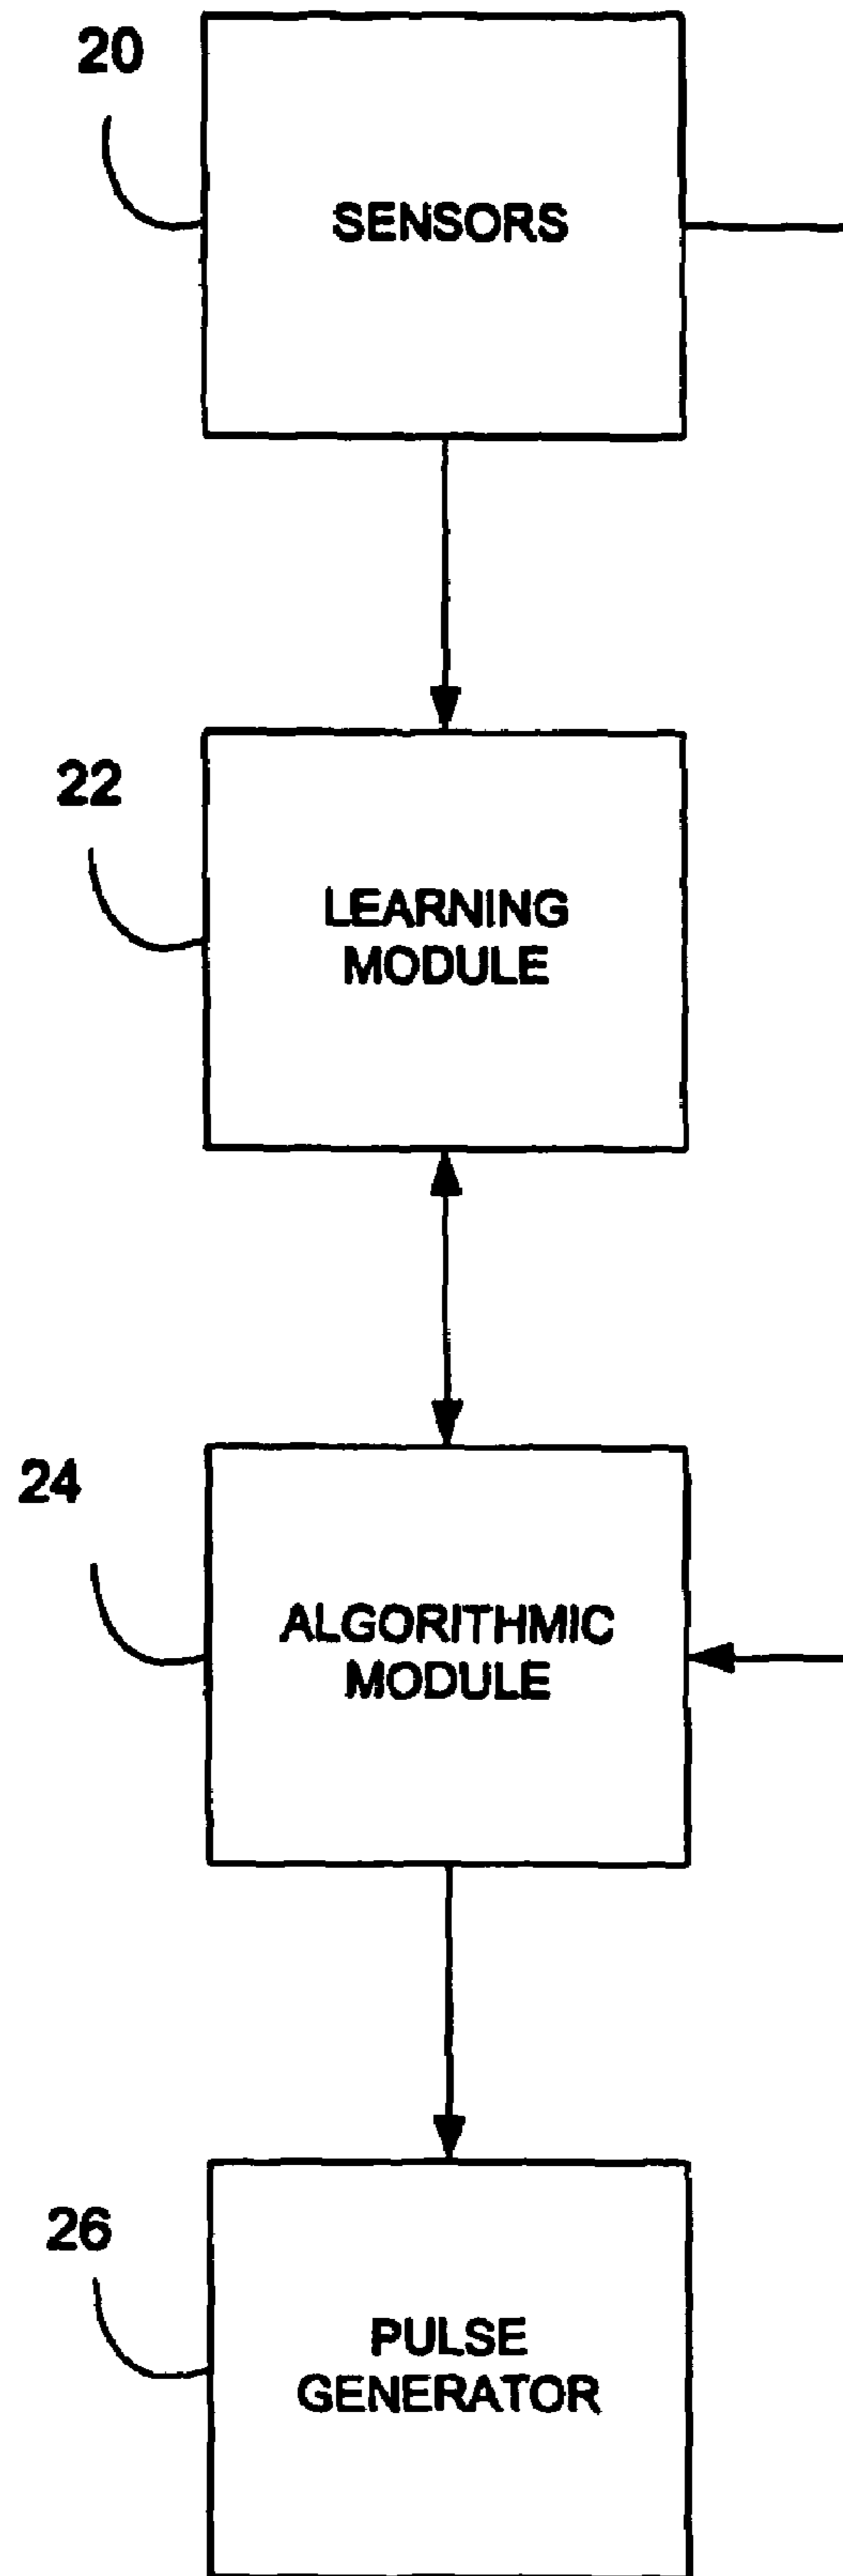 20
SENSORS
22
LEARNING
MODULE
24
ALGORITHMIC
MODULE
26
PULSE
GENERATOR